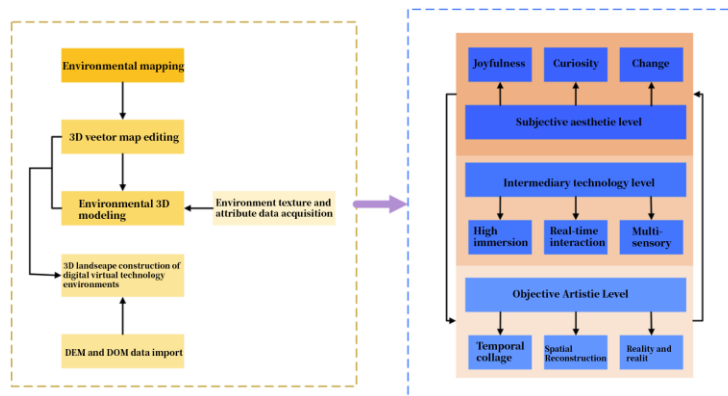 Environmental mapping
3D veetor map editing
Environmental 3D
modeling
Environment texture and
attribute data acquisition
3D landseape construction of
digital virtual technology
environments
DEM and DOM data import
Joyfulness
Curiosity
Change
Subjective aesthetie level
Intermediary technology level
High
immersion
Real-time
interaction
Multi-
sensory
Objective Artistie Level
Temporal
collage
Spatial
Reconstruction
Reality and
realit